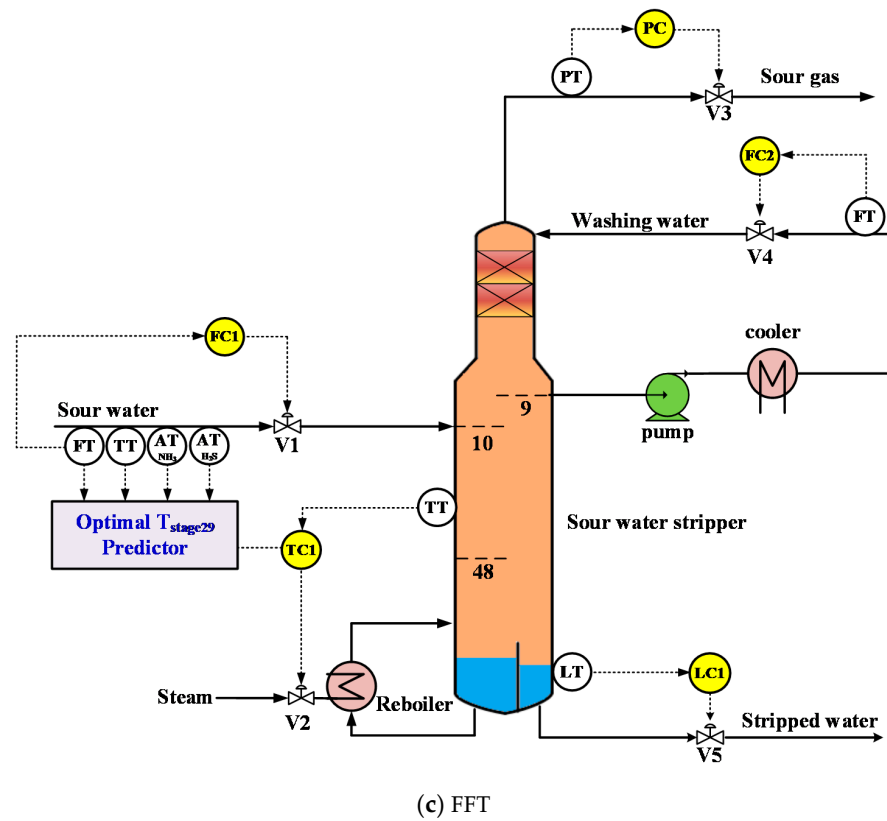 PC
PT
Sour gas
V3
FC2
FT
Washing water
V4
FC1
cooler
Sour water
9
V1
10
pump
FT
TT
AT
NH₃
AT
H₂S
TT
Optimal Tstage29
Predictor
Sour water stripper
TC1
48
LT
LC1
Steam
Reboiler
V2
Stripped water
V5
(c) FFT